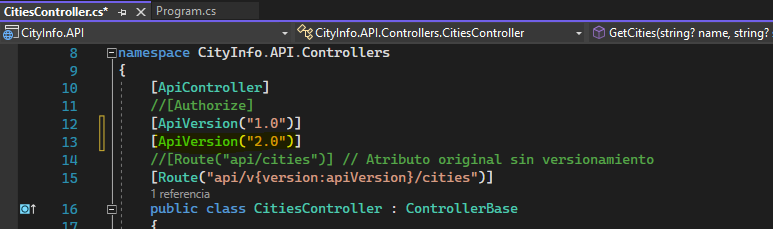 CitiesController.cs* Program.cs
CityInfo.API CityInfo.API.Controllers.CitiesController GetCities(string? name, string?
8 namespace CityInfo.API.Controllers
9 {
10 [ApiController]
11 //[Authorize]
12 [ApiVersion("1.0")]
13 [ApiVersion("2.0")]
14 //[Route("api/cities")] // Atributo original sin versionamiento
15 [Route("api/v{version:apiVersion}/cities")]
1 referencia
16 public class CitiesController : ControllerBase
17 {